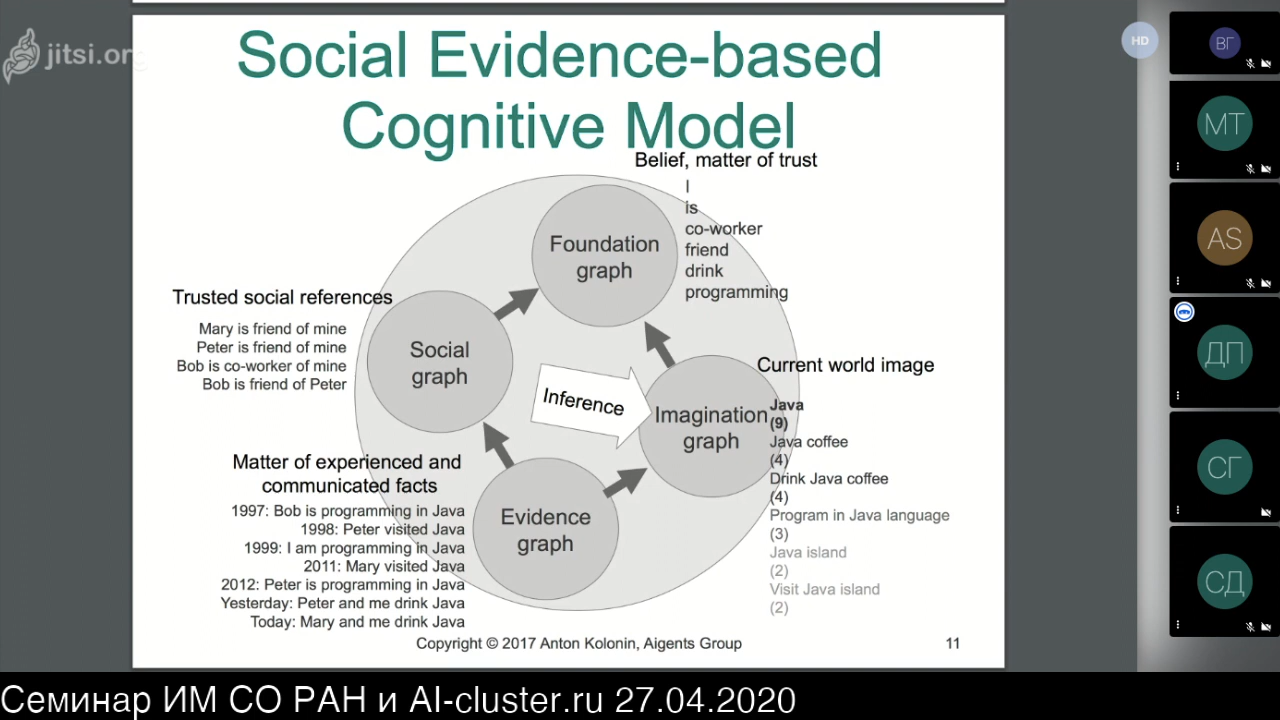 jitsi.org
Social Evidence-based
Cognitive Model
Belief, matter of trust
I
is
co-worker
friend
drink
programming
Foundation
graph
Trusted social references
Mary is friend of mine
Peter is friend of mine
Bob is co-worker of mine
Bob is friend of Peter
Social
graph
Inference
Current world image
Imagination
graph
Java
(9)
Java coffee
(4)
Drink Java coffee
(4)
Program in Java language
(3)
Java island
(2)
Visit Java island
(2)
Matter of experienced and
communicated facts
1997: Bob is programming in Java
1998: Peter visited Java
1999: I am programming in Java
2011: Mary visited Java
2012: Peter is programming in Java
Yesterday: Peter and me drink Java
Today: Mary and me drink Java
Evidence
graph
Copyright © 2017 Anton Kolonin, Aigents Group
11
HD
ВГ
MT
AS
ДП
СГ
СД
Семинар ИМ СО РАН и AI-cluster.ru 27.04.2020